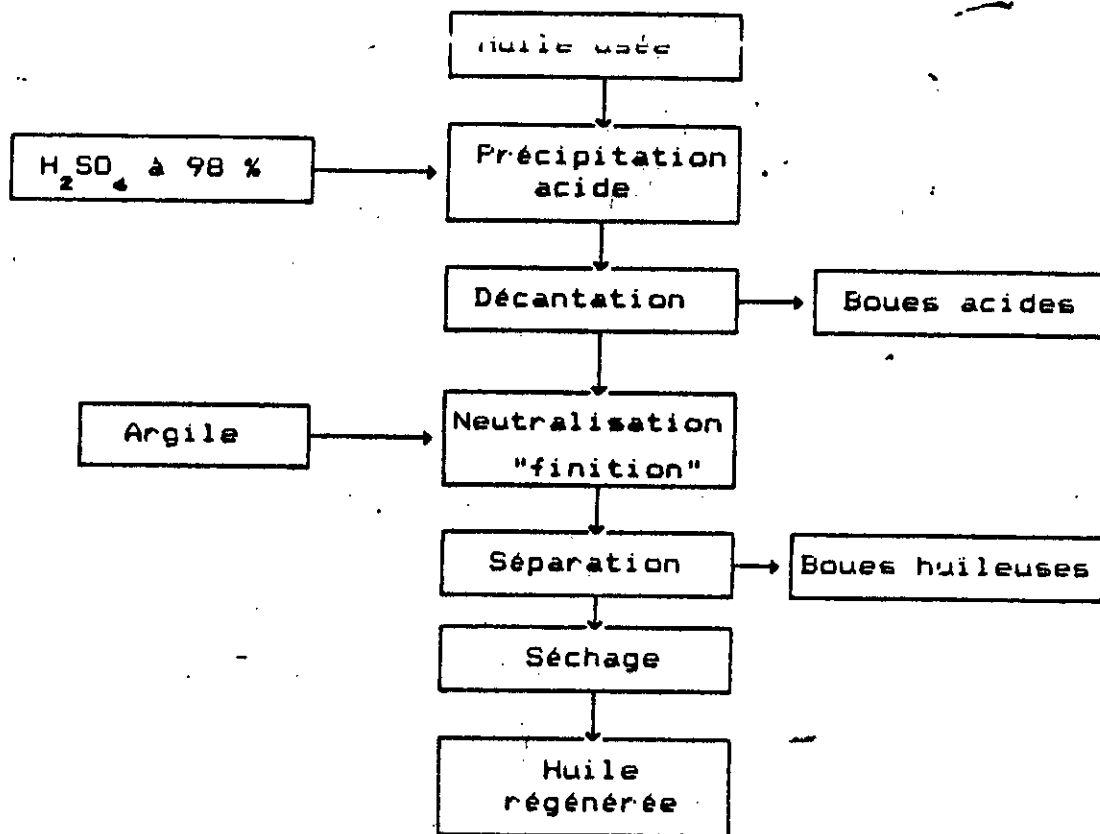 Huile usée
H₂SO₄ à 98 %
Précipitation
acide
Décantation
Boues acides
Argile
Neutralisation
"finition"
Séparation
Boues huileuses
Séchage
Huile
régénérée